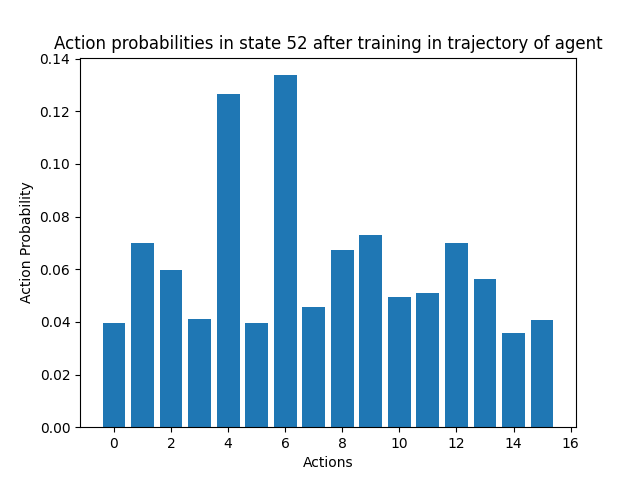 Action probabilities in state 52 after training in trajectory of agent
0.14
0.12
0.10
0.08
0.06
0.04
0.02
0.00
Action Probability
0 2 4 6 8 10 12 14 16
Actions